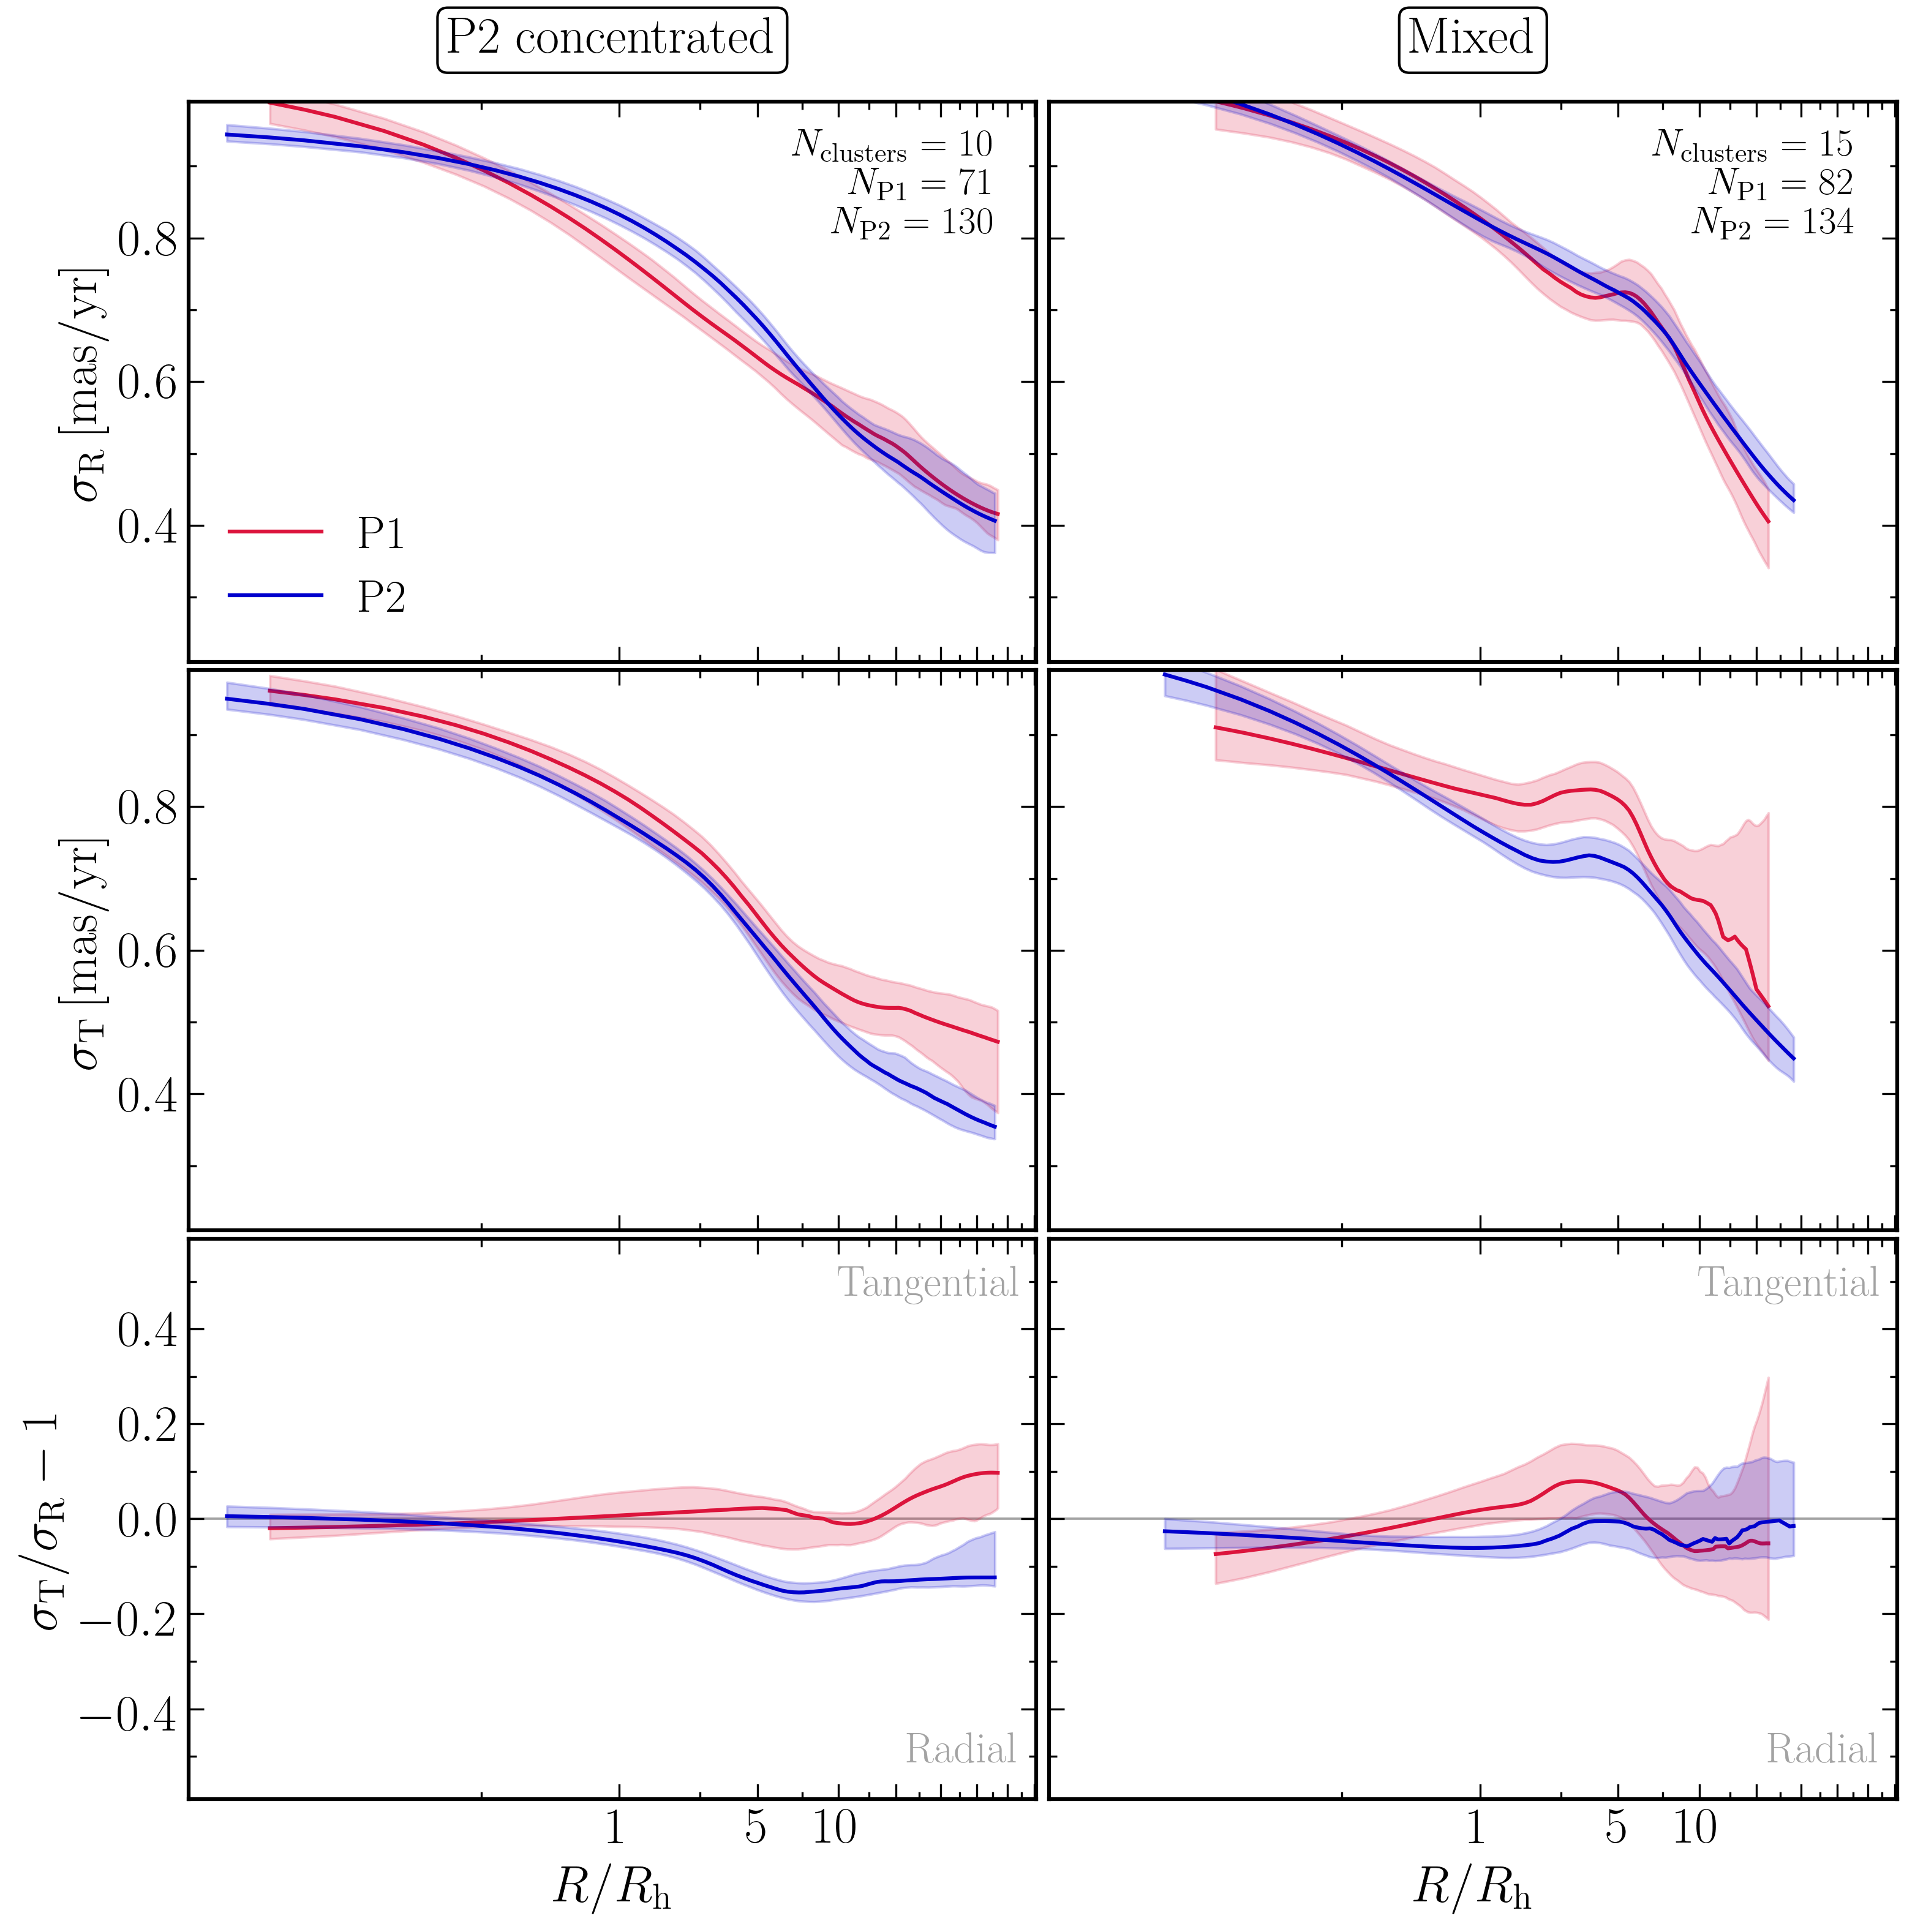 P2 concentrated
Mixed
N_clusters = 10
N_P1 = 71
N_P2 = 130
N_clusters = 15
N_P1 = 82
N_P2 = 134
σ_R [mas/yr]
0.8
0.6
0.4
P1
P2
σ_T [mas/yr]
0.8
0.6
0.4
σ_T/σ_R − 1
0.4
0.2
0.0
−0.2
−0.4
Tangential
Radial
Tangential
Radial
1 5 10
1 5 10
R/R_h
R/R_h